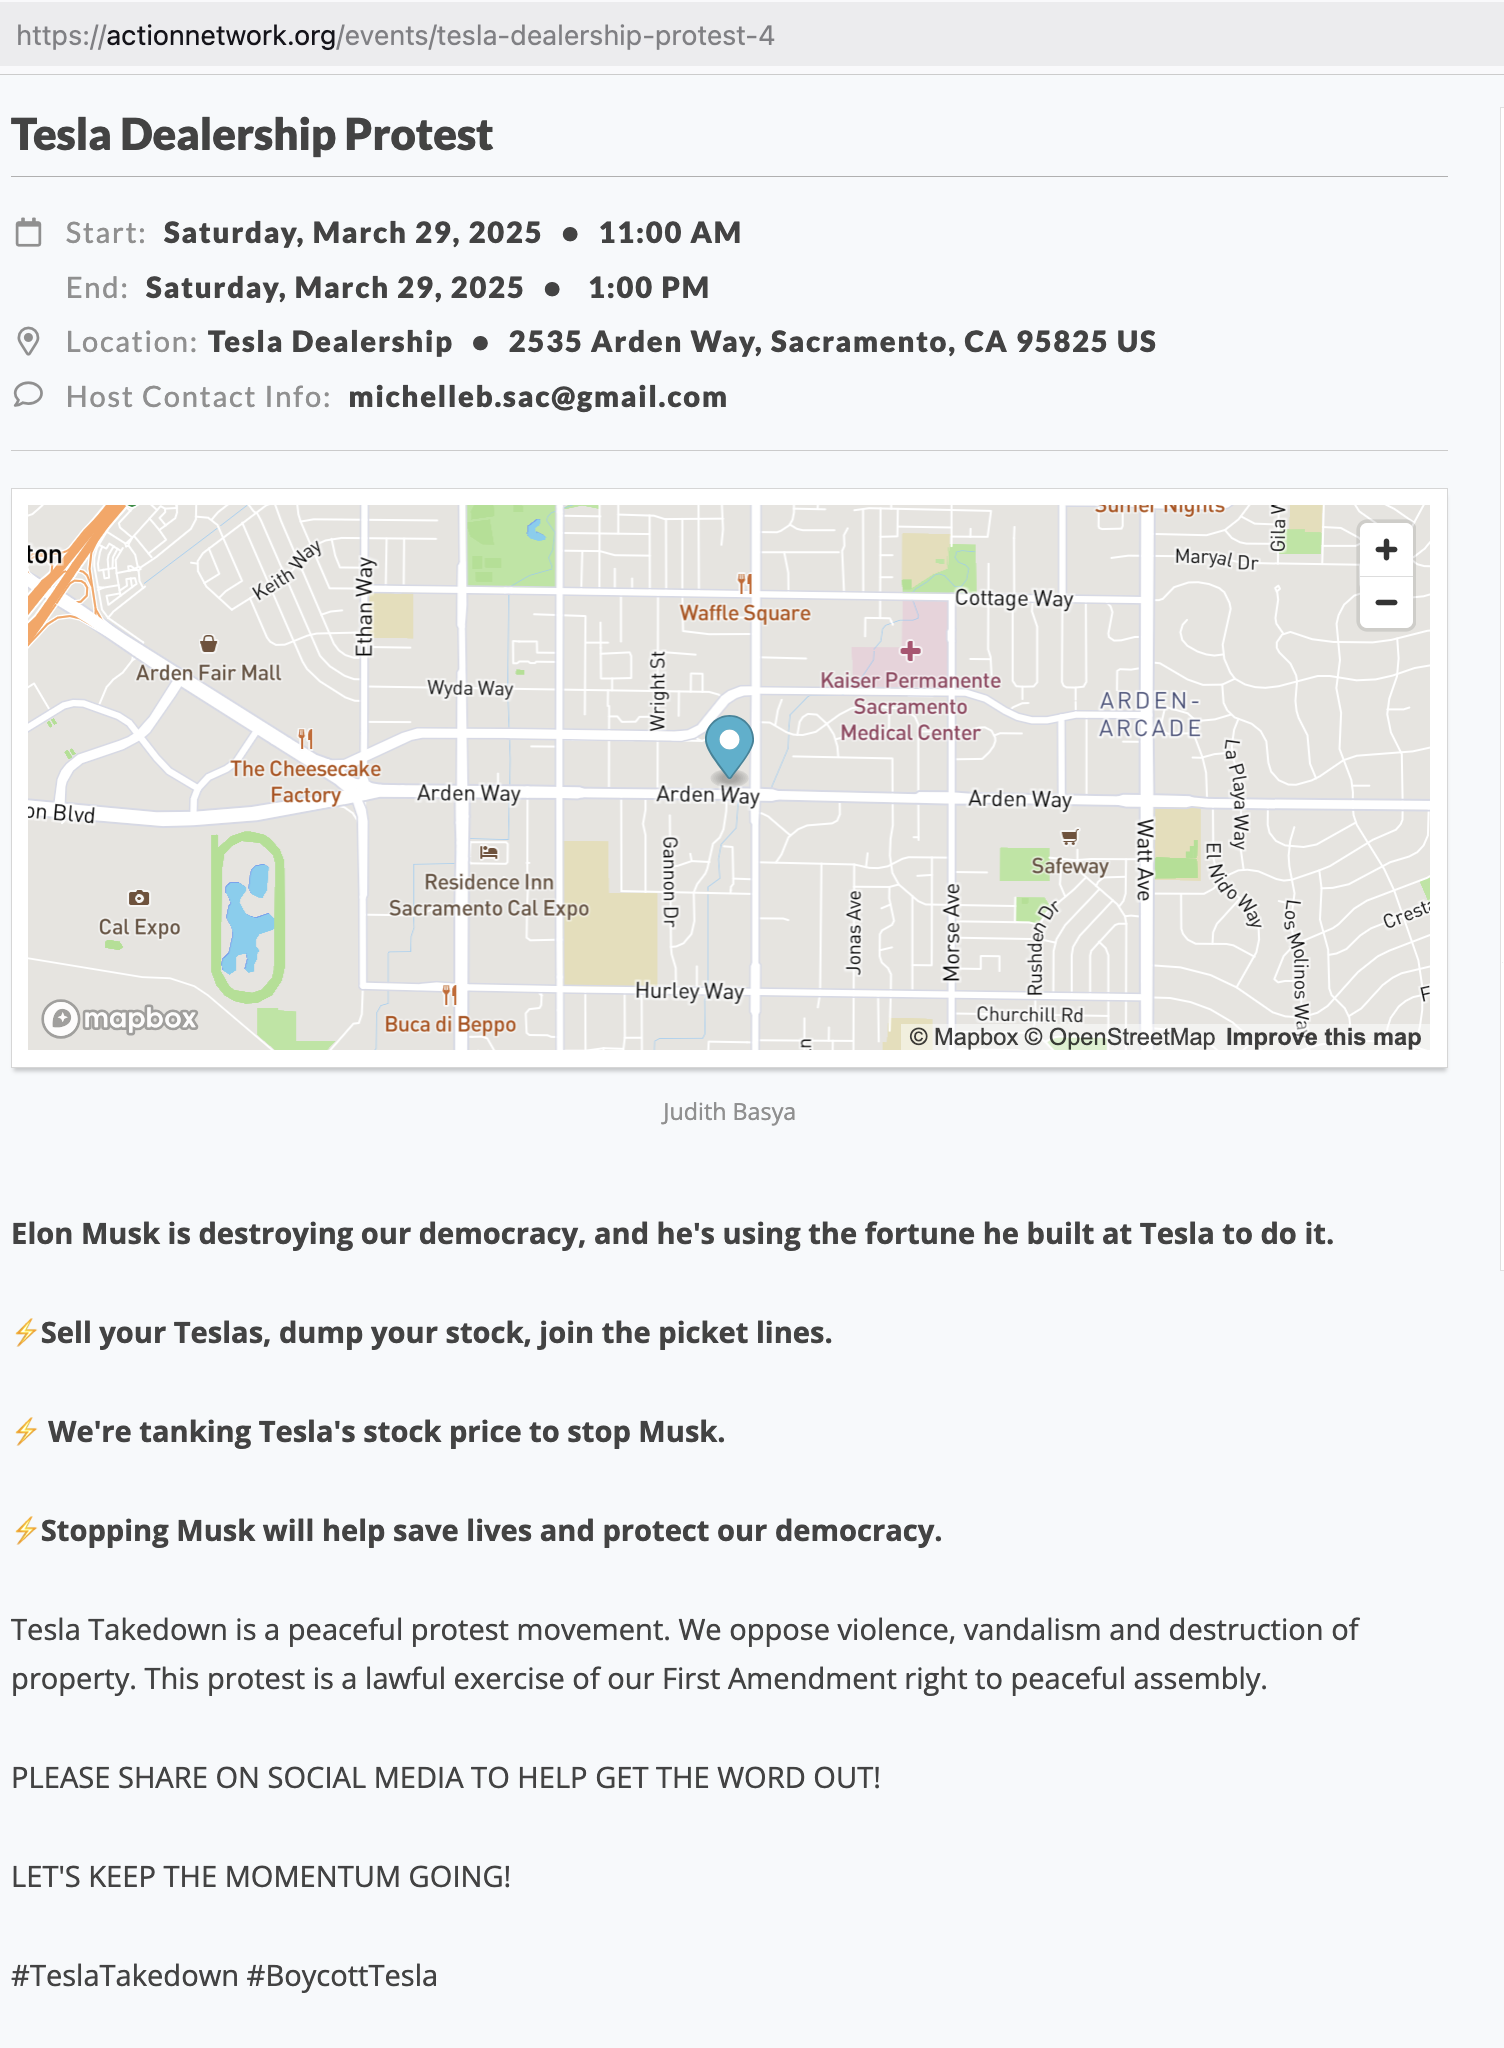 https://actionnetwork.org/events/tesla-dealership-protest-4
Tesla Dealership Protest
Start: Saturday, March 29, 2025 ● 11:00 AM
End: Saturday, March 29, 2025 ● 1:00 PM
Location: Tesla Dealership ● 2535 Arden Way, Sacramento, CA 95825 US
Host Contact Info: michelleb.sac@gmail.com
ton
Keith Way
Ethan Way
Arden Fair Mall
Wyda Way
Wright St
Waffle Square
Cottage Way
Maryal Dr
Gila
+
−
Kaiser Permanente
Sacramento
Medical Center
ARDEN-
ARCADE
The Cheesecake
Factory
on Blvd
Arden Way
Arden Way
Arden Way
La Playa Way
Watt Ave
El Nido Way
Los Molinos Way
Safeway
Residence Inn
Sacramento Cal Expo
Gannon Dr
Jonas Ave
Morse Ave
Rushden Dr
Cal Expo
Hurley Way
Churchill Rd
Buca di Beppo
mapbox
© Mapbox © OpenStreetMap Improve this map
Judith Basya
Elon Musk is destroying our democracy, and he's using the fortune he built at Tesla to do it.
⚡Sell your Teslas, dump your stock, join the picket lines.
⚡ We're tanking Tesla's stock price to stop Musk.
⚡Stopping Musk will help save lives and protect our democracy.
Tesla Takedown is a peaceful protest movement. We oppose violence, vandalism and destruction of
property. This protest is a lawful exercise of our First Amendment right to peaceful assembly.
PLEASE SHARE ON SOCIAL MEDIA TO HELP GET THE WORD OUT!
LET'S KEEP THE MOMENTUM GOING!
#TeslaTakedown #BoycottTesla